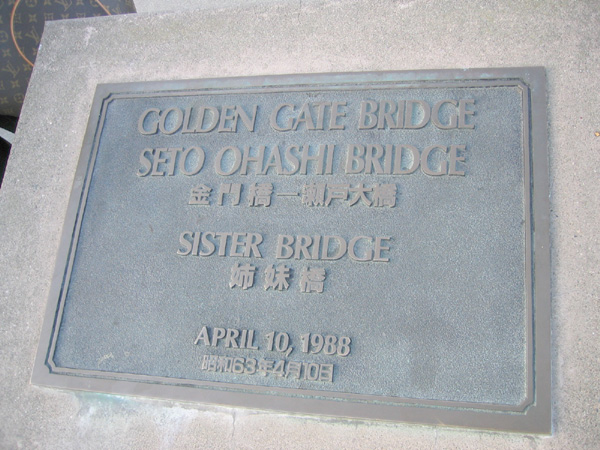 GOLDEN GATE BRIDGE
SETO OHASHI BRIDGE
金門橋—瀬戸大橋
SISTER BRIDGE
姉妹橋
APRIL 10, 1988
昭和63年4月10日